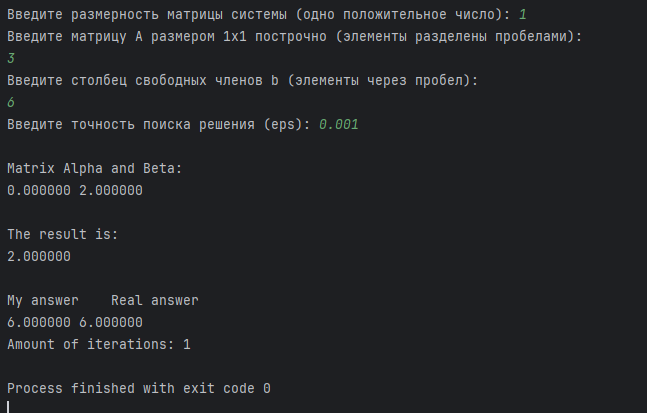 Введите размерность матрицы системы (одно положительное число): 1
Введите матрицу A размером 1x1 построчно (элементы разделены пробелами):
3
Введите столбец свободных членов b (элементы через пробел):
6
Введите точность поиска решения (eps): 0.001
Matrix Alpha and Beta:
0.000000 2.000000
The result is:
2.000000
My answer    Real answer
6.000000 6.000000
Amount of iterations: 1
Process finished with exit code 0